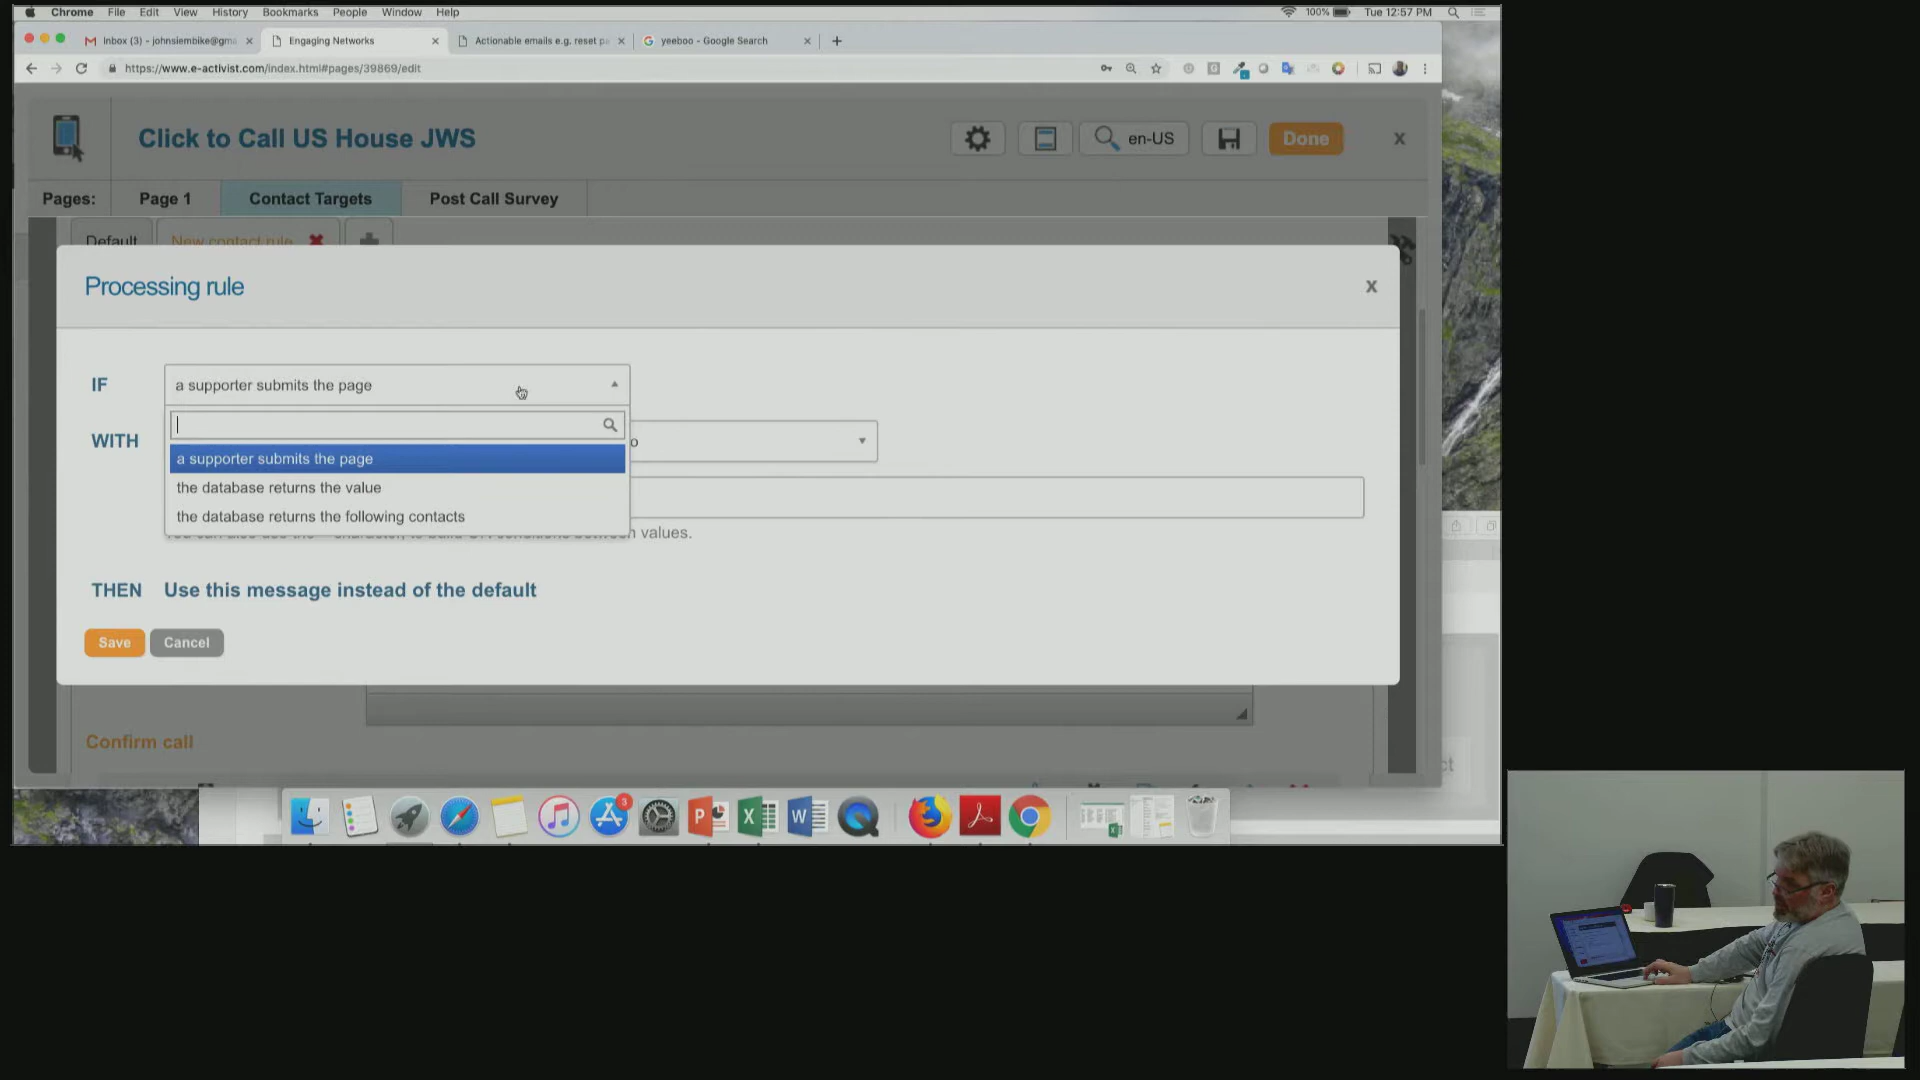 Chrome File Edit View History Bookmarks People Window Help 100% Tue 12:57 PM
Inbox (3) - johnsiembike@gma
Engaging Networks
Actionable emails e.g. reset pa
yeeboo - Google Search
https://www.e-activist.com/index.html#pages/39869/edit
Click to Call US House JWS
en-US
Done
X
Pages: Page 1 Contact Targets Post Call Survey
Default New contact rule
Processing rule
X
IF a supporter submits the page
WITH
a supporter submits the page
the database returns the value
the database returns the following contacts
values.
THEN Use this message instead of the default
Save Cancel
Confirm call
3